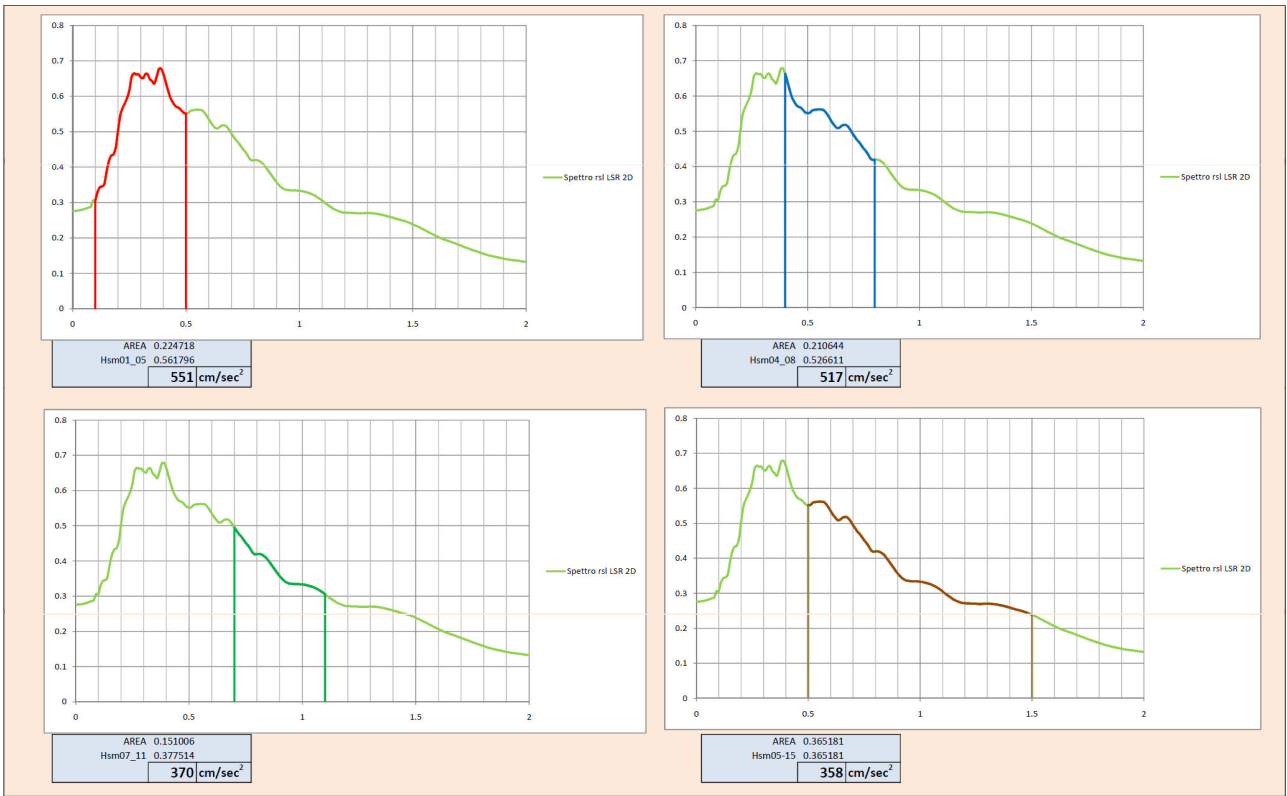 0.8
0.7
0.6
0.5
0.4
0.3
0.2
0.1
0
0 0.5 1 1.5 2
Spettro rsl LSR 2D
AREA 0.224718
Hsm01_05 0.561796
551 cm/sec²
0.8
0.7
0.6
0.5
0.4
0.3
0.2
0.1
0
0 0.5 1 1.5 2
Spettro rsl LSR 2D
AREA 0.210644
Hsm04_08 0.526611
517 cm/sec²
0.8
0.7
0.6
0.5
0.4
0.3
0.2
0.1
0
0 0.5 1 1.5 2
Spettro rsl LSR 2D
AREA 0.151006
Hsm07_11 0.377514
370 cm/sec²
0.8
0.7
0.6
0.5
0.4
0.3
0.2
0.1
0
0 0.5 1 1.5 2
Spettro rsl LSR 2D
AREA 0.365181
Hsm05-15 0.365181
358 cm/sec²